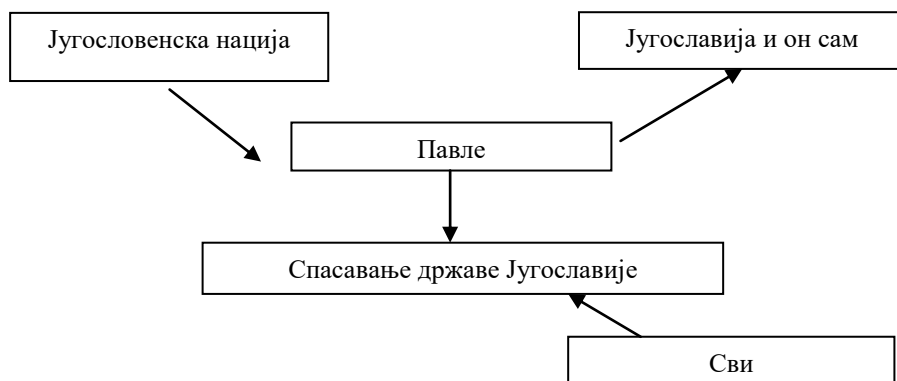 Југословенска нација
Југославија и он сам
Павле
Спасавање државе Југославије
Сви